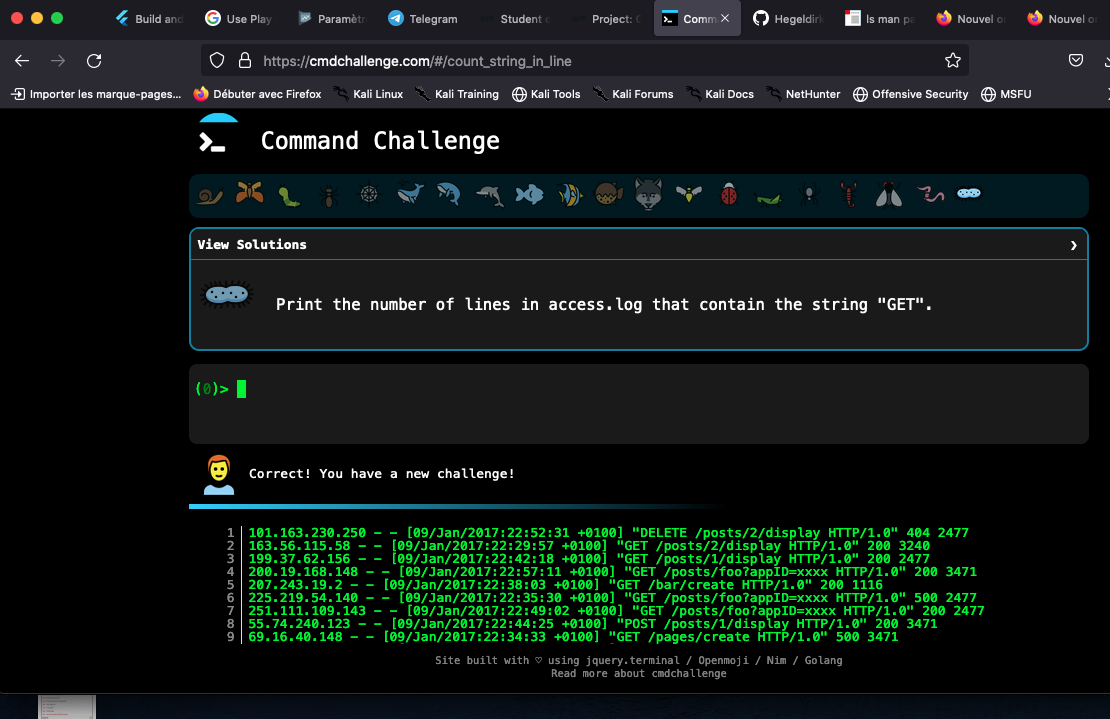 Build and
Use Play
Paramètr
Telegram
Student
Project:
Comm
Hegeldirk
ls man pa
Nouvel o
Nouvel o
https://cmdchallenge.com/#/count_string_in_line
Importer les marque-pages...
Débuter avec Firefox
Kali Linux
Kali Training
Kali Tools
Kali Forums
Kali Docs
NetHunter
Offensive Security
MSFU
Command Challenge
View Solutions
Print the number of lines in access.log that contain the string "GET".
(0)>
Correct! You have a new challenge!
1 101.163.230.250 - - [09/Jan/2017:22:52:31 +0100] "DELETE /posts/2/display HTTP/1.0" 404 2477
2 163.56.115.58 - - [09/Jan/2017:22:29:57 +0100] "GET /posts/2/display HTTP/1.0" 200 3240
3 199.37.62.156 - - [09/Jan/2017:22:42:18 +0100] "GET /posts/1/display HTTP/1.0" 200 2477
4 200.19.168.148 - - [09/Jan/2017:22:57:11 +0100] "GET /posts/foo?appID=xxxx HTTP/1.0" 200 3471
5 207.243.19.2 - - [09/Jan/2017:22:38:03 +0100] "GET /bar/create HTTP/1.0" 200 1116
6 225.219.54.140 - - [09/Jan/2017:22:35:30 +0100] "GET /posts/foo?appID=xxxx HTTP/1.0" 500 2477
7 251.111.109.143 - - [09/Jan/2017:22:49:02 +0100] "GET /posts/foo?appID=xxxx HTTP/1.0" 200 2477
8 55.74.240.123 - - [09/Jan/2017:22:44:25 +0100] "POST /posts/1/display HTTP/1.0" 200 3471
9 69.16.40.148 - - [09/Jan/2017:22:34:33 +0100] "GET /pages/create HTTP/1.0" 500 3471
Site built with ♡ using jquery.terminal / Openmoji / Nim / Golang
Read more about cmdchallenge